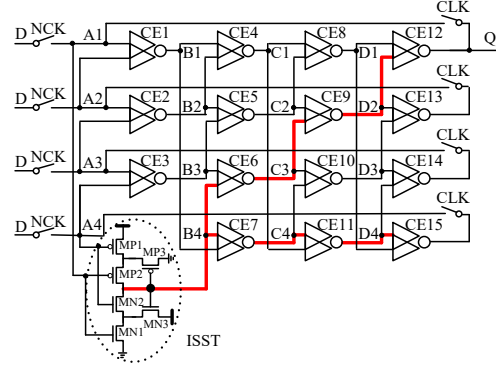 CLK
D NCK A1 CE1 CE4 CE8 CE12 Q
B1 C1 D1
CLK
D NCK A2 CE2 B2 CE5 C2 CE9 D2 CE13
CLK
D NCK A3 CE3 B3 CE6 C3 CE10 D3 CE14
CLK
D NCK A4 B4 CE7 C4 CE11 D4 CE15
MP1 MP3
MP2
MN2
MN1 MN3
ISST